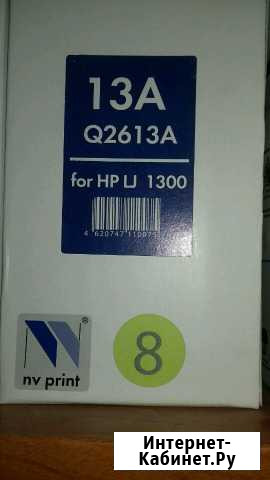 13A
Q2613A
for HP LJ 1300
nv print®
8
Интернет-
Кабинет.Ру